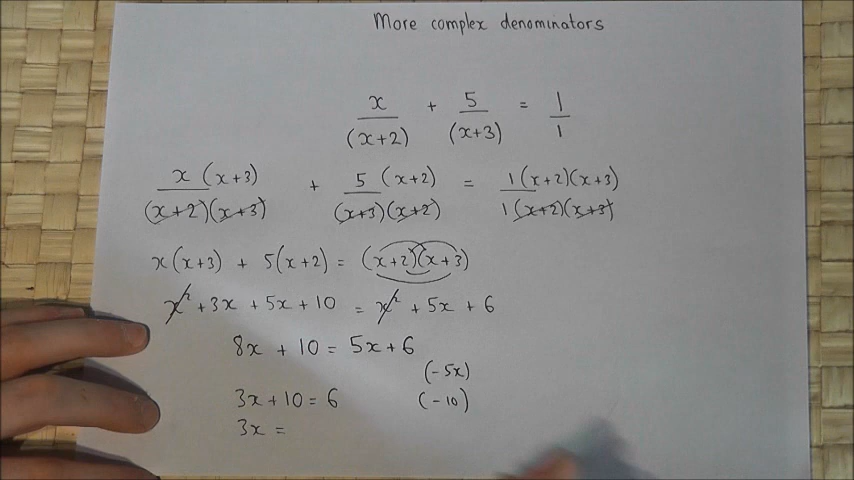 More complex denominators
x/(x+2) + 5/(x+3) = 1/1
x(x+3)/(x+2)(x+3) + 5(x+2)/(x+3)(x+2) = 1(x+2)(x+3)/1(x+2)(x+3)
x(x+3) + 5(x+2) = (x+2)(x+3)
x² + 3x + 5x + 10 = x² + 5x + 6
8x + 10 = 5x + 6
(-5x)
3x + 10 = 6 (-10)
3x =